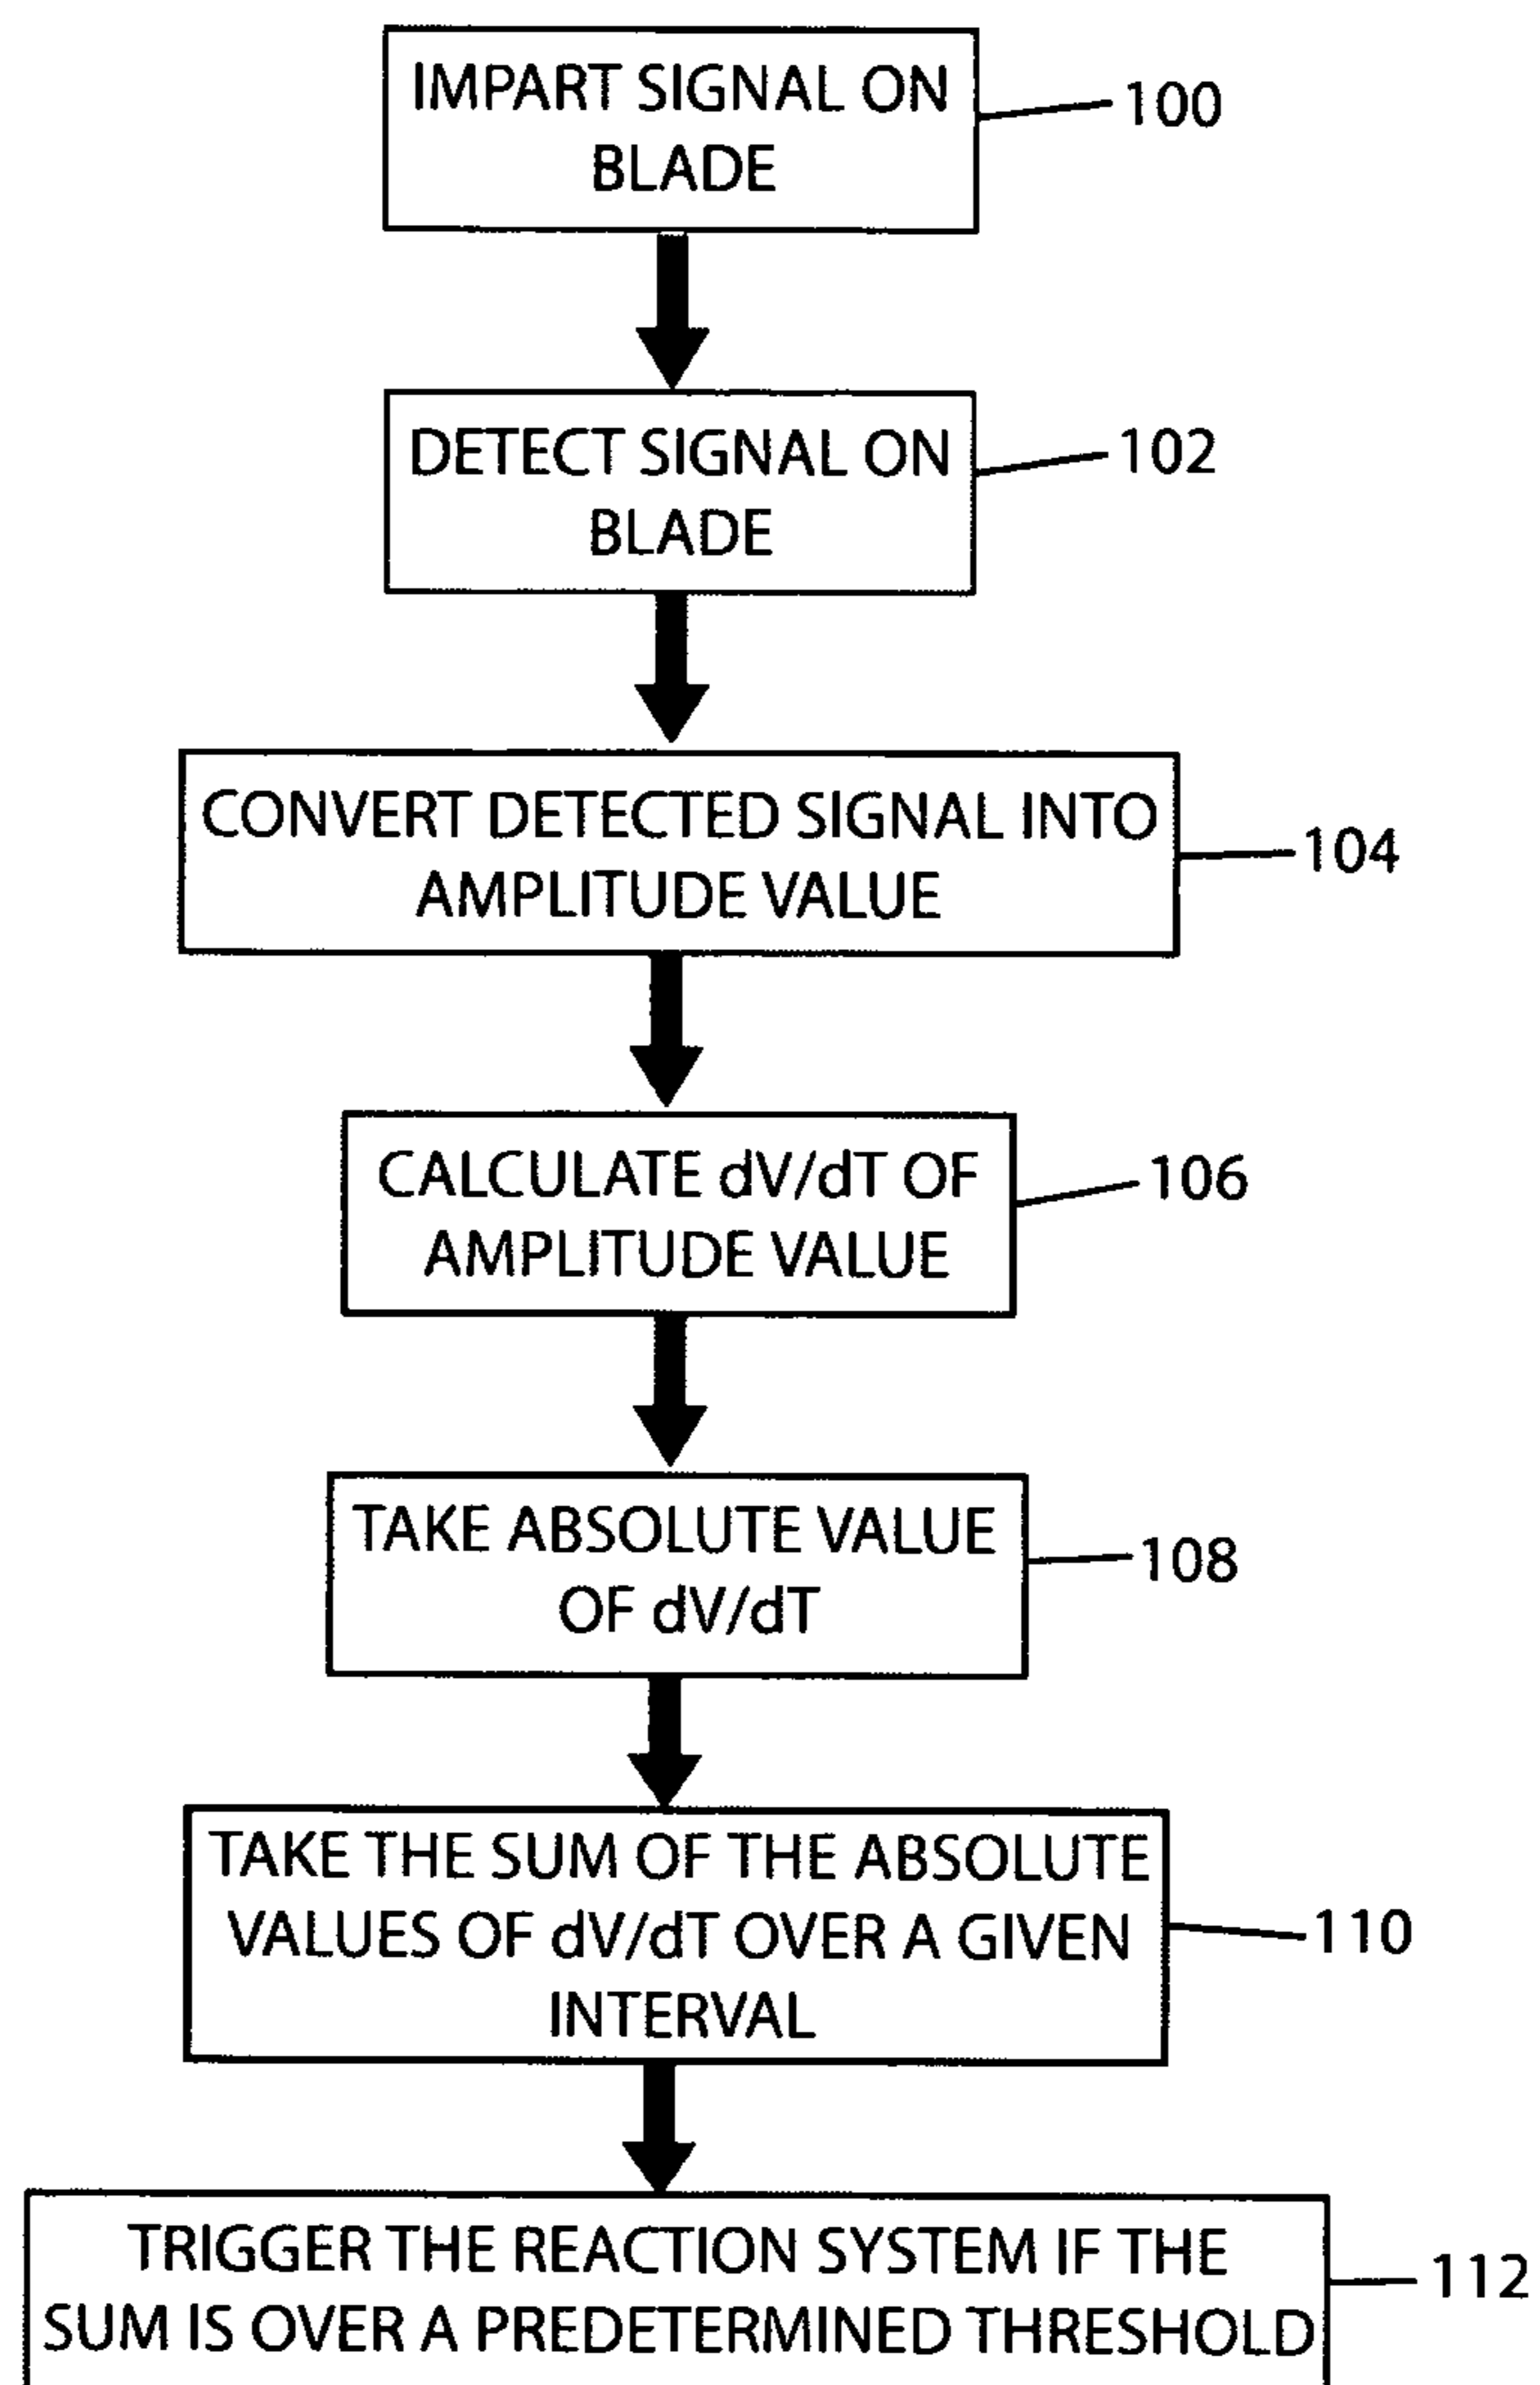 IMPART SIGNAL ON
BLADE
100
DETECT SIGNAL ON
BLADE
102
CONVERT DETECTED SIGNAL INTO
AMPLITUDE VALUE
104
CALCULATE dV/dT OF
AMPLITUDE VALUE
106
TAKE ABSOLUTE VALUE
OF dV/dT
108
TAKE THE SUM OF THE ABSOLUTE
VALUES OF dV/dT OVER A GIVEN
INTERVAL
110
TRIGGER THE REACTION SYSTEM IF THE
SUM IS OVER A PREDETERMINED THRESHOLD
112